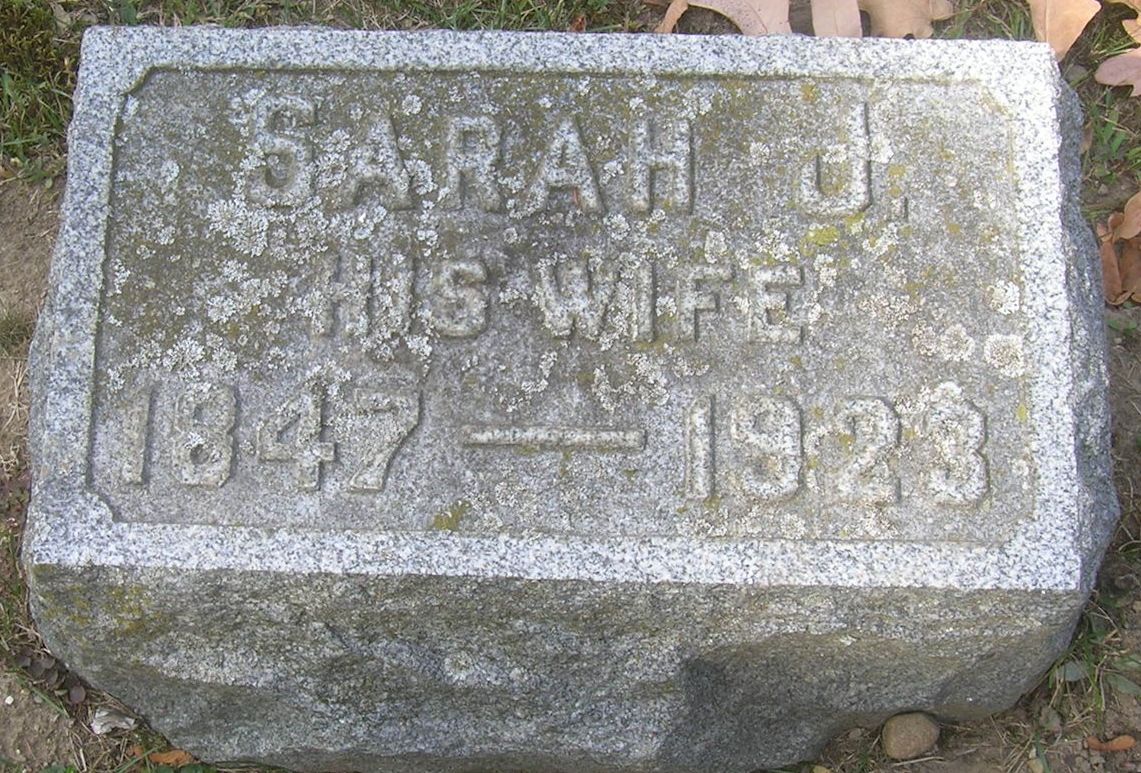 SARAH J.
HIS WIFE
1847 — 1923